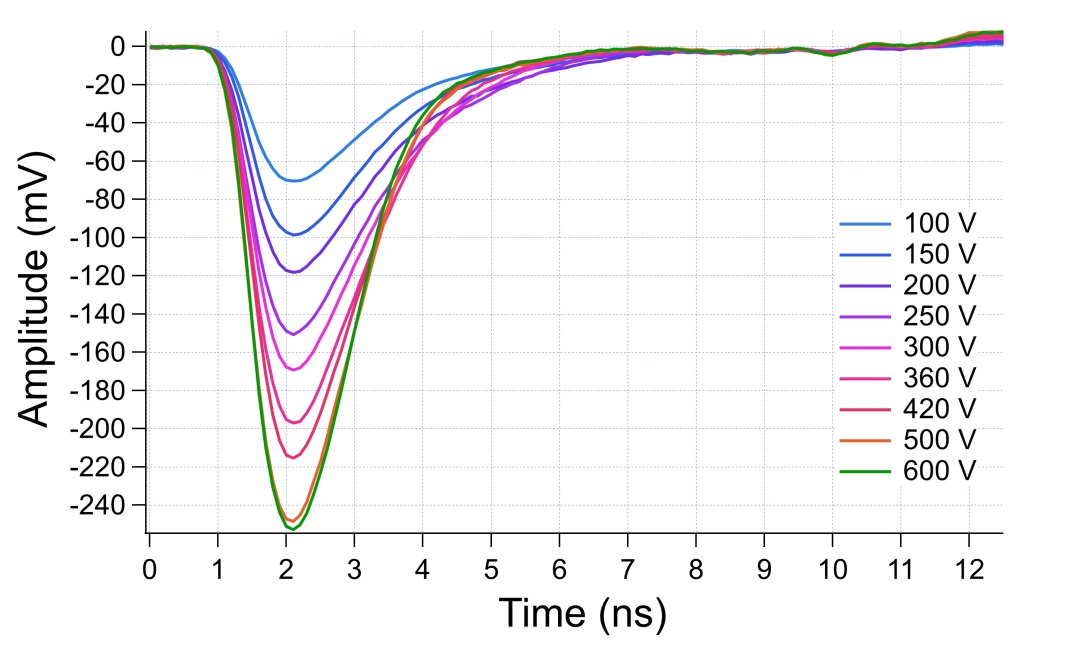 Amplitude (mV)
0
-20
-40
-60
-80
-100
-120
-140
-160
-180
-200
-220
-240
100 V
150 V
200 V
250 V
300 V
360 V
420 V
500 V
600 V
0 1 2 3 4 5 6 7 8 9 10 11 12
Time (ns)